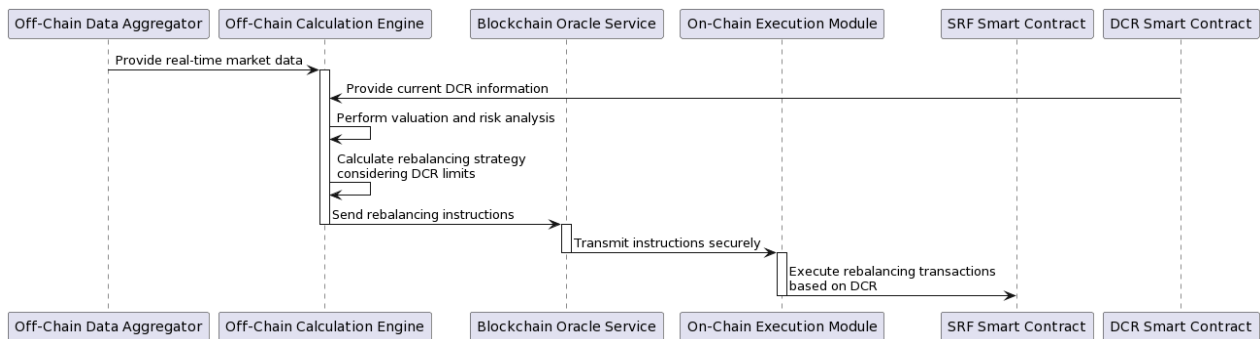 Off-Chain Data Aggregator
Off-Chain Calculation Engine
Blockchain Oracle Service
On-Chain Execution Module
SRF Smart Contract
DCR Smart Contract
Provide real-time market data
Provide current DCR information
Perform valuation and risk analysis
Calculate rebalancing strategy
considering DCR limits
Send rebalancing instructions
Transmit instructions securely
Execute rebalancing transactions
based on DCR
Off-Chain Data Aggregator
Off-Chain Calculation Engine
Blockchain Oracle Service
On-Chain Execution Module
SRF Smart Contract
DCR Smart Contract